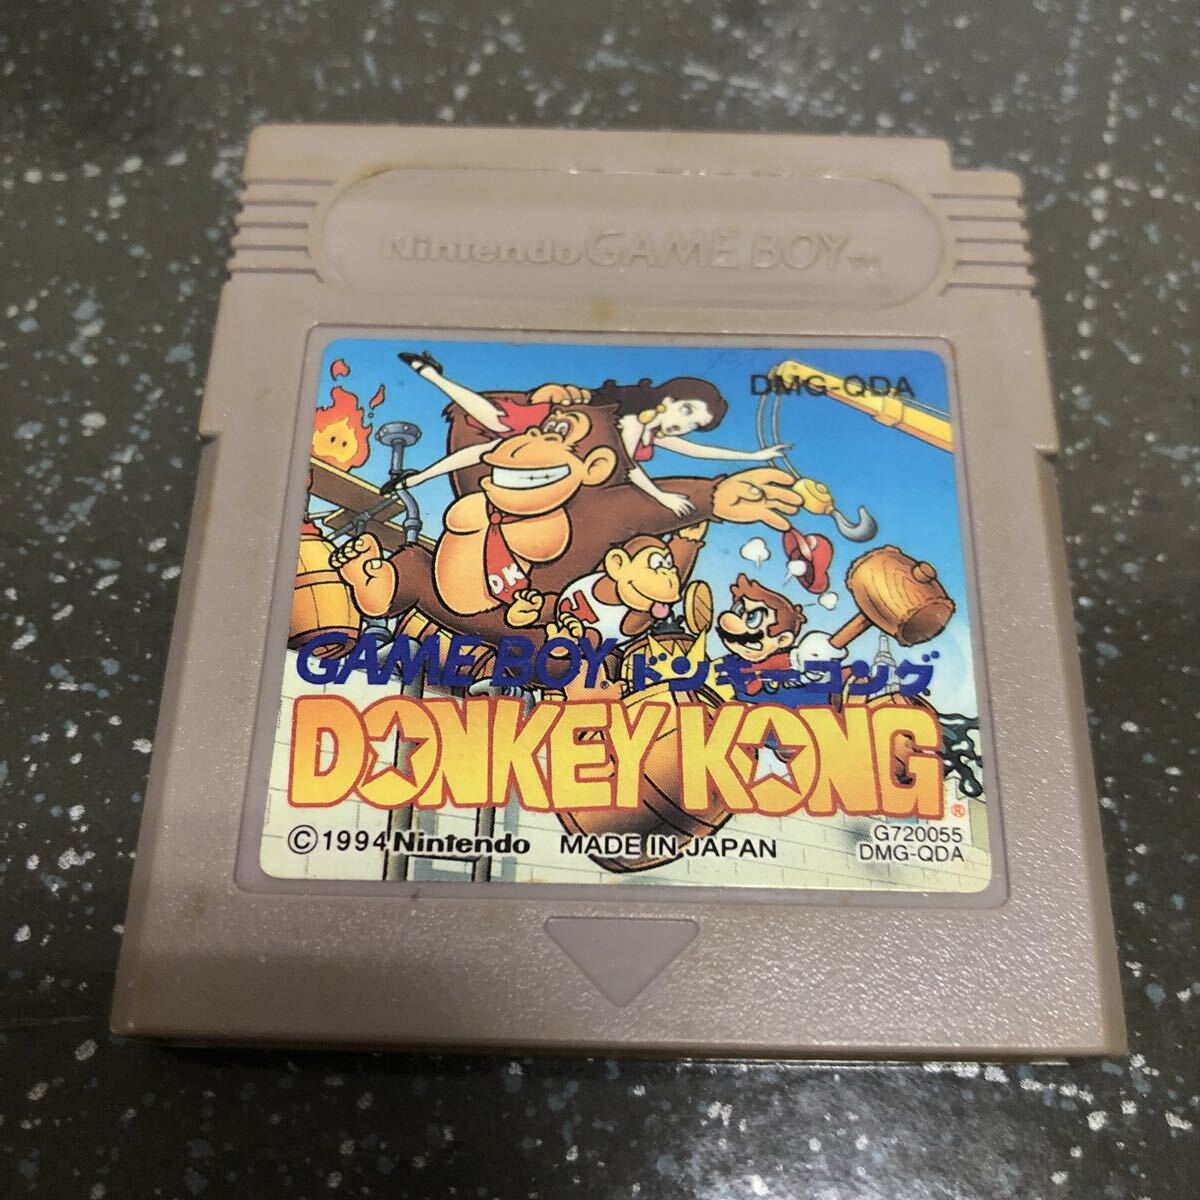 Nintendo GAME BOY™
DMG-QDA
D.K
GAME BOY® ドンキーコング
DONKEY KONG®
G720055
©1994 Nintendo MADE IN JAPAN DMG-QDA